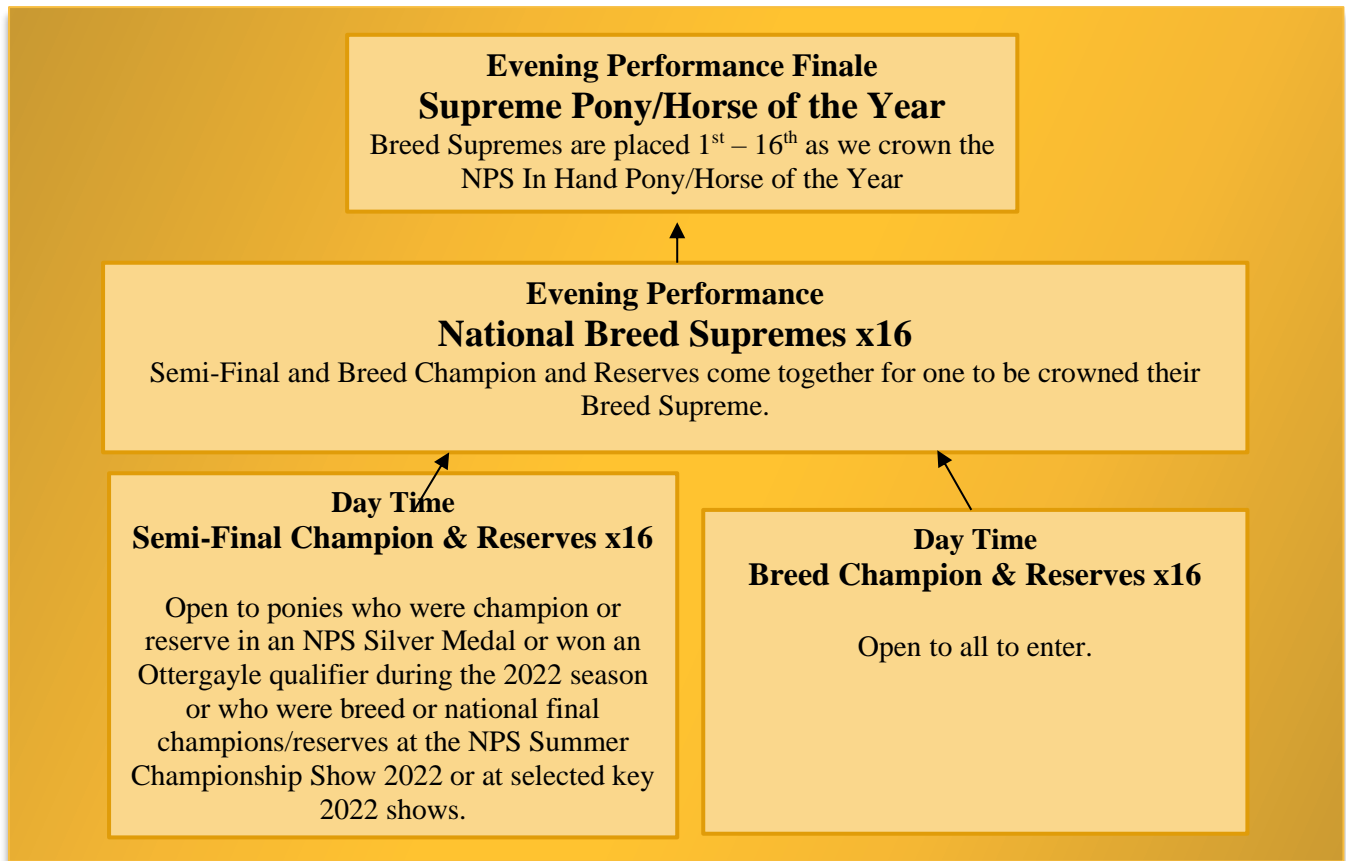 Evening Performance Finale
Supreme Pony/Horse of the Year
Breed Supremes are placed 1st – 16th as we crown the
NPS In Hand Pony/Horse of the Year
Evening Performance
National Breed Supremes x16
Semi-Final and Breed Champion and Reserves come together for one to be crowned their
Breed Supreme.
Day Time
Semi-Final Champion & Reserves x16
Open to ponies who were champion or
reserve in an NPS Silver Medal or won an
Ottergayle qualifier during the 2022 season
or who were breed or national final
champions/reserves at the NPS Summer
Championship Show 2022 or at selected key
2022 shows.
Day Time
Breed Champion & Reserves x16
Open to all to enter.